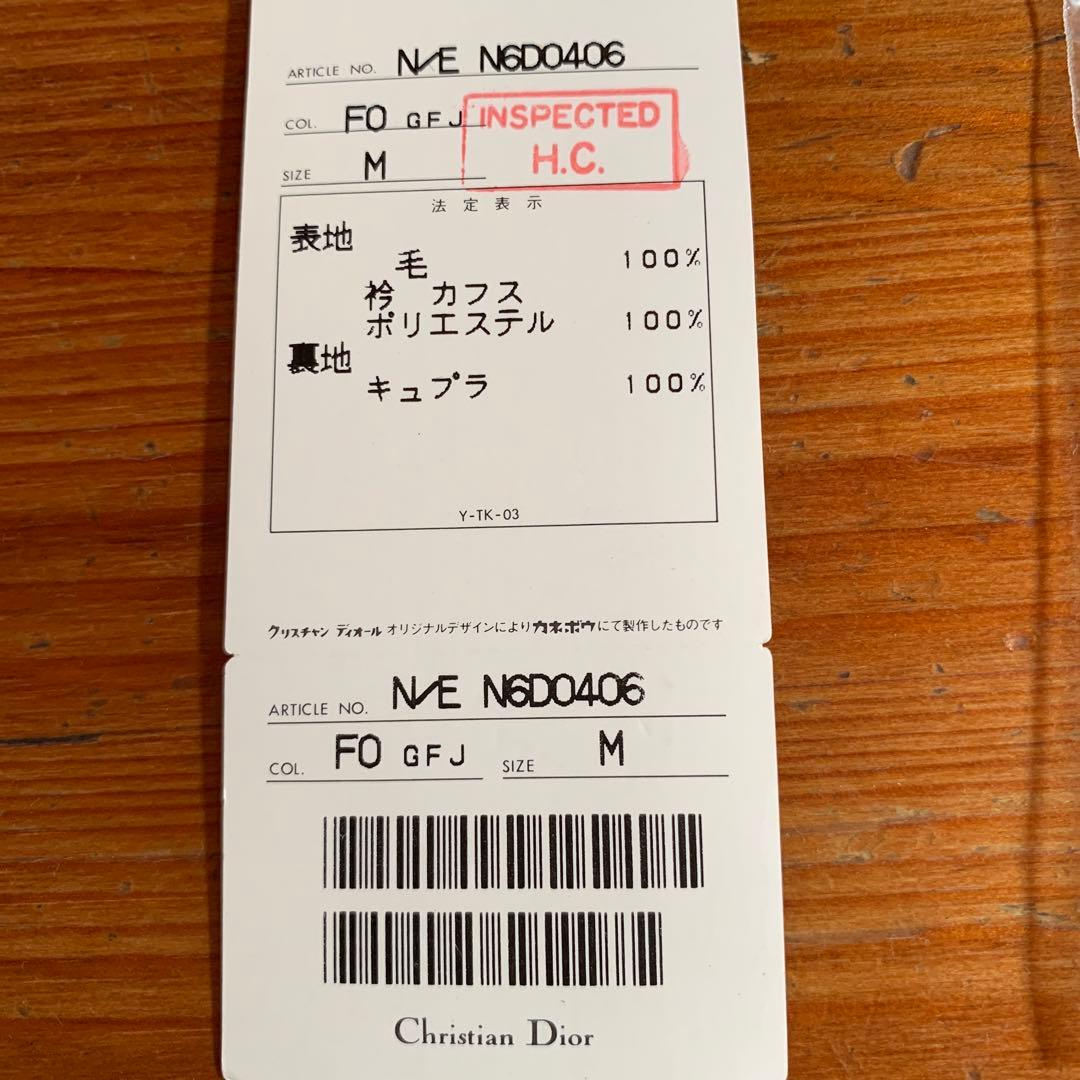 ARTICLE NO. N/E N6D0406
COL. FO GFJ
INSPECTED
H.C.
SIZE M
法定表示
表地
毛 100%
衿 カフス
ポリエステル 100%
裏地
キュプラ 100%
Y-TK-03
クリスチャン ディオール オリジナルデザインによりカネボウにて製作したものです
ARTICLE NO. N/E N6D0406
COL. FO GFJ SIZE M
Christian Dior